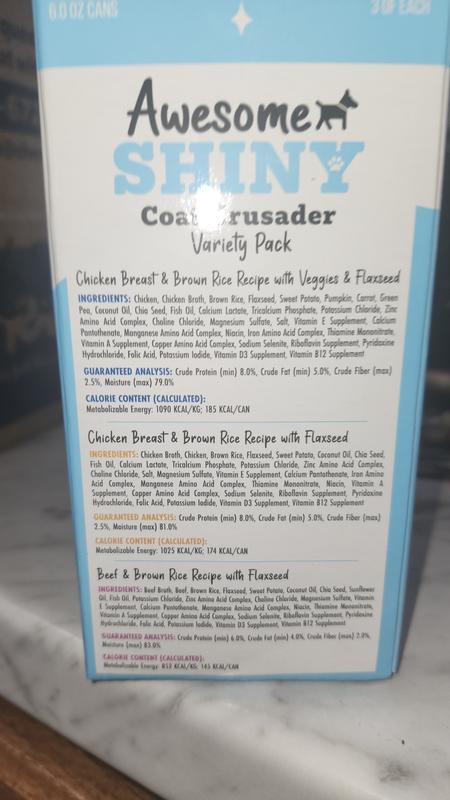 6.0 OZ CANS
3 OF EACH
Awesome
SHINY
Coat Crusader
Variety Pack
Chicken Breast & Brown Rice Recipe with Veggies & Flaxseed
INGREDIENTS: Chicken, Chicken Broth, Brown Rice, Flaxseed, Sweet Potato, Pumpkin, Carrot, Green
Pea, Coconut Oil, Chia Seed, Fish Oil, Calcium Lactate, Tricalcium Phosphate, Potassium Chloride, Zinc
Amino Acid Complex, Choline Chloride, Magnesium Sulfate, Salt, Vitamin E Supplement, Calcium
Pantothenate, Manganese Amino Acid Complex, Niacin, Iron Amino Acid Complex, Thiamine Mononitrate,
Vitamin A Supplement, Copper Amino Acid Complex, Sodium Selenite, Riboflavin Supplement, Pyridoxine
Hydrochloride, Folic Acid, Potassium Iodide, Vitamin D3 Supplement, Vitamin B12 Supplement
GUARANTEED ANALYSIS: Crude Protein (min) 8.0%, Crude Fat (min) 5.0%, Crude Fiber (max)
2.5%, Moisture (max) 79.0%
CALORIE CONTENT (CALCULATED):
Metabolizable Energy: 1090 KCAL/KG; 185 KCAL/CAN
Chicken Breast & Brown Rice Recipe with Flaxseed
INGREDIENTS: Chicken Broth, Chicken, Brown Rice, Flaxseed, Sweet Potato, Coconut Oil, Chia Seed,
Fish Oil, Calcium Lactate, Tricalcium Phosphate, Potassium Chloride, Zinc Amino Acid Complex,
Choline Chloride, Salt, Magnesium Sulfate, Vitamin E Supplement, Calcium Pantothenate, Iron Amino
Acid Complex, Manganese Amino Acid Complex, Thiamine Mononitrate, Niacin, Vitamin A
Supplement, Copper Amino Acid Complex, Sodium Selenite, Riboflavin Supplement, Pyridoxine
Hydrochloride, Folic Acid, Potassium Iodide, Vitamin D3 Supplement, Vitamin B12 Supplement
GUARANTEED ANALYSIS: Crude Protein (min) 8.0%, Crude Fat (min) 5.0%, Crude Fiber (max)
2.5%, Moisture (max) 81.0%
CALORIE CONTENT (CALCULATED):
Metabolizable Energy: 1025 KCAL/KG; 174 KCAL/CAN
Beef & Brown Rice Recipe with Flaxseed
INGREDIENTS: Beef Broth, Beef, Brown Rice, Flaxseed, Sweet Potato, Coconut Oil, Chia Seed, Sunflower
Oil, Fish Oil, Potassium Chloride, Zinc Amino Acid Complex, Choline Chloride, Magnesium Sulfate, Vitamin
E Supplement, Calcium Pantothenate, Manganese Amino Acid Complex, Niacin, Thiamine Mononitrate,
Vitamin A Supplement, Copper Amino Acid Complex, Sodium Selenite, Riboflavin Supplement, Pyridoxine
Hydrochloride, Folic Acid, Potassium Iodide, Vitamin D3 Supplement, Vitamin B12 Supplement
GUARANTEED ANALYSIS: Crude Protein (min) 6.0%, Crude Fat (min) 4.0%, Crude Fiber (max) 2.0%,
Moisture (max) 83.0%
CALORIE CONTENT (CALCULATED):
Metabolizable Energy: 853 KCAL/KG; 145 KCAL/CAN